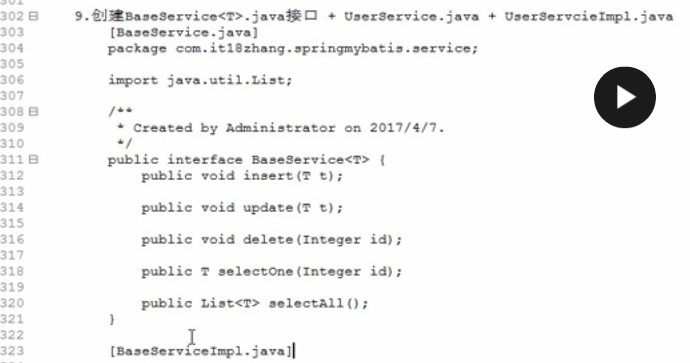 302 9.创建BaseService<T>.java接口 + UserService.java + UserServcieImpl.java
303 [BaseService.java]
304 package com.it18zhang.springmybatis.service;
305
306 import java.util.List;
307
308 /**
309 * Created by Administrator on 2017/4/7.
310 */
311 public interface BaseService<T> {
312 public void insert(T t);
313
314 public void update(T t);
315
316 public void delete(Integer id);
317
318 public T selectOne(Integer id);
319
320 public List<T> selectAll();
321 }
322
323 [BaseServiceImpl.java]